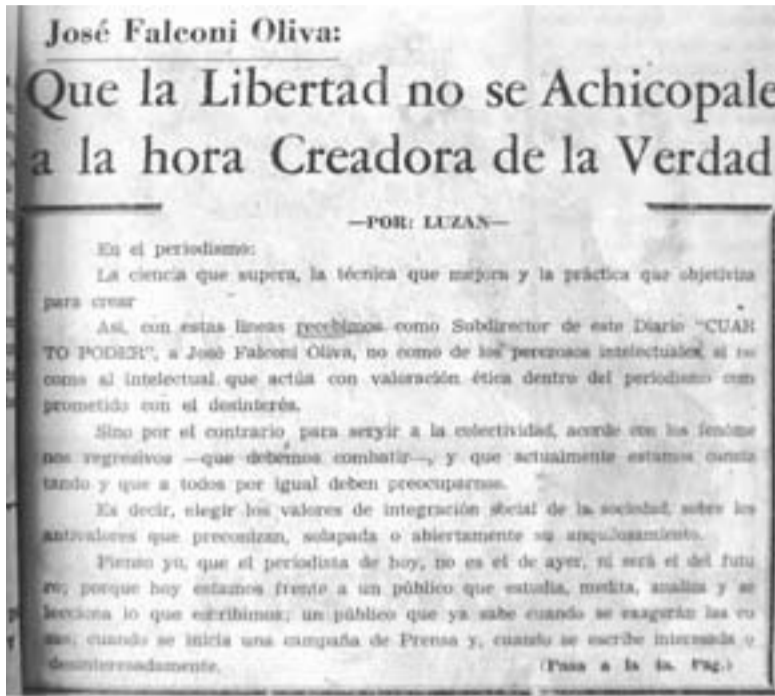 José Falconi Oliva:
Que la Libertad no se Achicopale
a la hora Creadora de la Verdad
—POR: LUZAN—
En el periodismo:
La ciencia que supera, la técnica que mejora y la práctica que objetiviza
para crear
Asi, con estas lineas recebimos como Subdirector de este Diario "CUAR
TO PODER", a José Falconi Oliva, no como de los perezosos intelectuales, si no
como al intelectual que actúa con valoración ética dentro del periodismo com
prometido con el desinterés.
Sino por el contrario, para servir a la colectividad, acorde con los fenóme
nos regresivos —que debemos combatir—, y que actualmente estamos consta
tando y que a todos por igual deben preocuparnos.
Es decir, elegir los valores de integración social de la sociedad, sobre los
antivalores que preconizan, solapada o abiertamente su anquilosamiento.
Pienso yo, que el periodista de hoy, no es el de ayer, ni será el del futu
ro; porque hoy estamos frente a un público que estudia, medita, analiza y se
lecciona lo que escribimos; un público que ya sabe cuando se exagerán las co
sas; cuando se inicia una campaña de Prensa y, cuando se escribe interesada o
desinteresadamente. (Pasa a la Pag.)